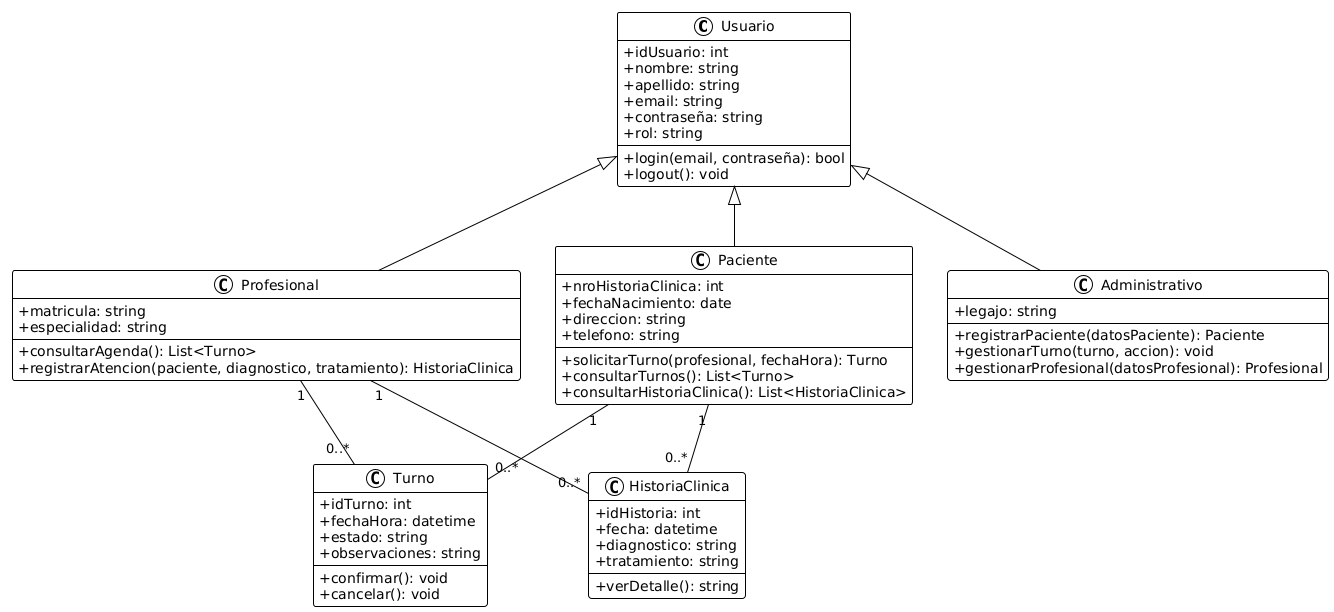 C Usuario
+idUsuario: int
+nombre: string
+apellido: string
+email: string
+contraseña: string
+rol: string
+login(email, contraseña): bool
+logout(): void
C Profesional
+matricula: string
+especialidad: string
+consultarAgenda(): List<Turno>
+registrarAtencion(paciente, diagnostico, tratamiento): HistoriaClinica
C Paciente
+nroHistoriaClinica: int
+fechaNacimiento: date
+direccion: string
+telefono: string
+solicitarTurno(profesional, fechaHora): Turno
+consultarTurnos(): List<Turno>
+consultarHistoriaClinica(): List<HistoriaClinica>
C Administrativo
+legajo: string
+registrarPaciente(datosPaciente): Paciente
+gestionarTurno(turno, accion): void
+gestionarProfesional(datosProfesional): Profesional
1
1
1
1
0..*
0..*
0..*
0..*
C Turno
+idTurno: int
+fechaHora: datetime
+estado: string
+observaciones: string
+confirmar(): void
+cancelar(): void
C HistoriaClinica
+idHistoria: int
+fecha: datetime
+diagnostico: string
+tratamiento: string
+verDetalle(): string